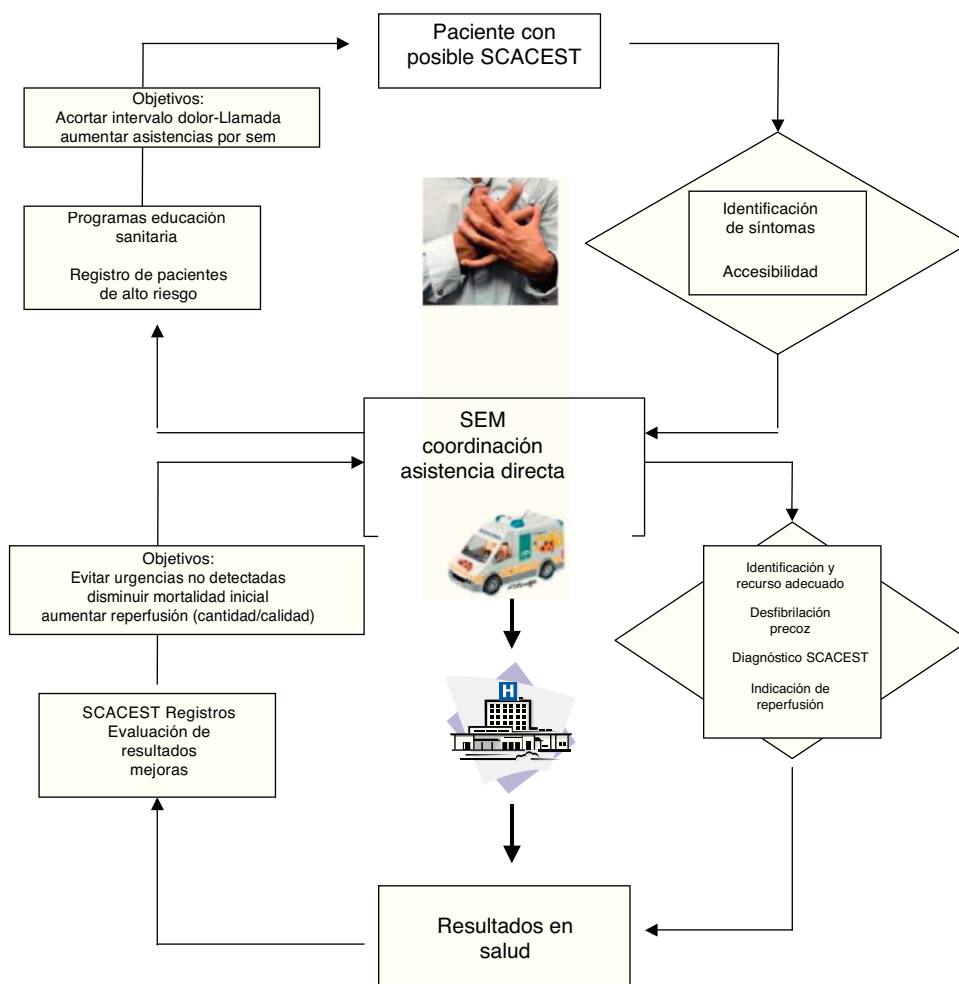 Paciente con
posible SCACEST
Objetivos:
Acortar intervalo dolor-Llamada
aumentar asistencias por sem
Programas educación
sanitaria
Registro de pacientes
de alto riesgo
Identificación
de síntomas
Accesibilidad
SEM
coordinación
asistencia directa
Objetivos:
Evitar urgencias no detectadas
disminuir mortalidad inicial
aumentar reperfusión (cantidad/calidad)
Identificación y
recurso adecuado
Desfibrilación
precoz
Diagnóstico SCACEST
Indicación de
reperfusión
H
SCACEST Registros
Evaluación de
resultados
mejoras
Resultados en
salud